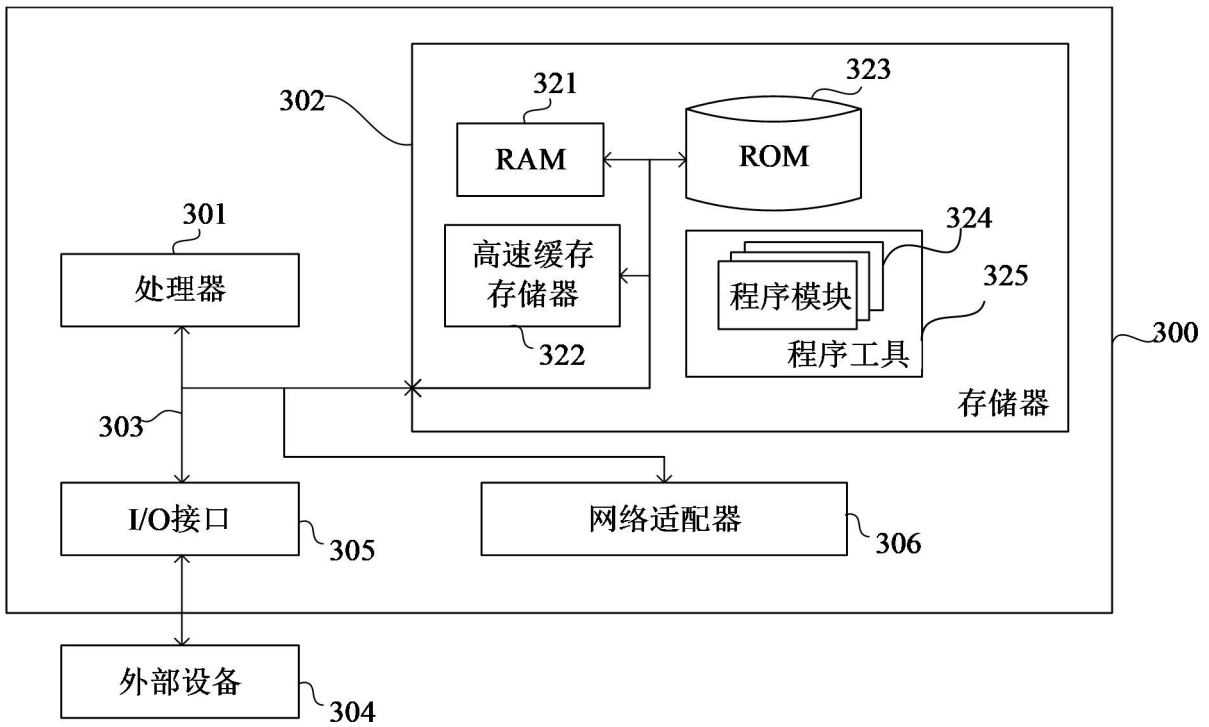 321
323
302
RAM
ROM
301
324
处理器
高速缓存
存储器
程序模块
325
322
程序工具
300
303
存储器
I/O接口
网络适配器
305
306
外部设备
304